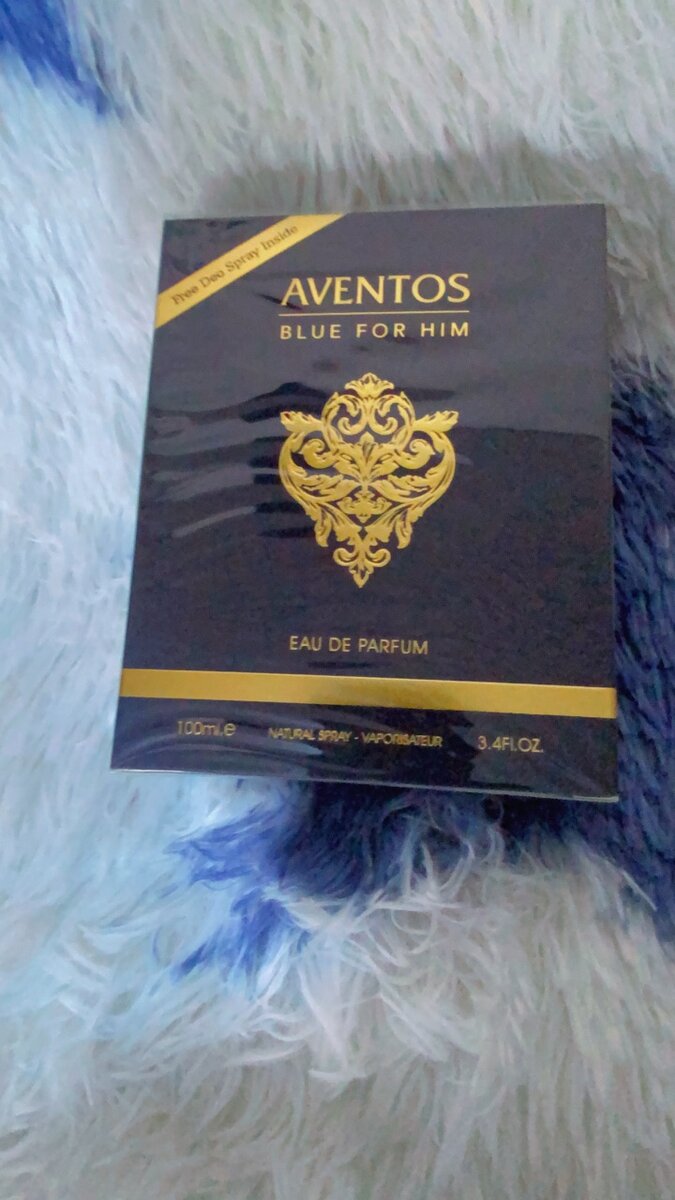 Free Deo Spray Inside
AVENTOS
BLUE FOR HIM
EAU DE PARFUM
100ml.e
NATURAL SPRAY - VAPORISATEUR
3.4Fl.OZ.